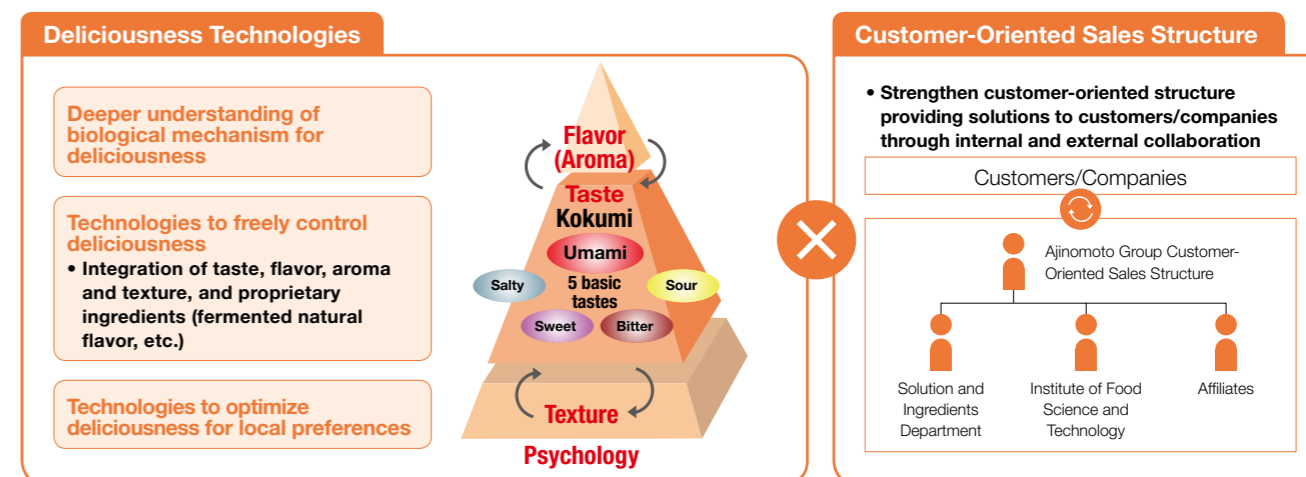 Deliciousness Technologies
Deeper understanding of
biological mechanism for
deliciousness
Technologies to freely control
deliciousness
• Integration of taste, flavor, aroma
and texture, and proprietary
ingredients (fermented natural
flavor, etc.)
Technologies to optimize
deliciousness for local preferences
Flavor
(Aroma)
Taste
Kokumi
Umami
Salty
5 basic
tastes
Sour
Sweet
Bitter
Texture
Psychology
Customer-Oriented Sales Structure
• Strengthen customer-oriented structure
providing solutions to customers/companies
through internal and external collaboration
Customers/Companies
Ajinomoto Group Customer-
Oriented Sales Structure
Solution and
Ingredients
Department
Institute of Food
Science and
Technology
Affiliates